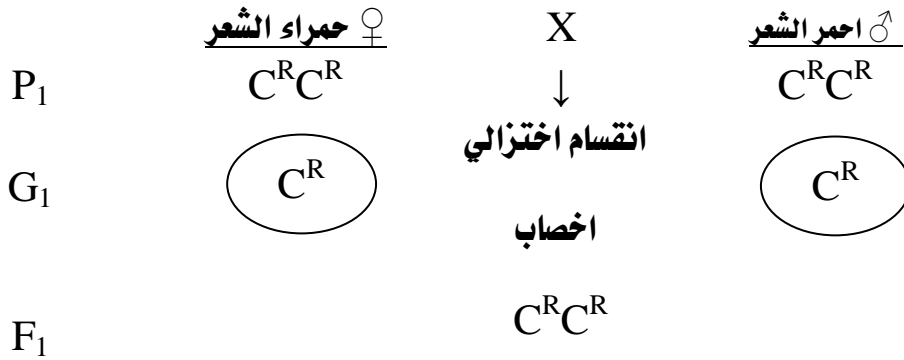 ♀ حمراء الشعر X ♂ احمر الشعر
P₁ CᴿCᴿ ↓ CᴿCᴿ
انقسام اختزالي
G₁ Cᴿ Cᴿ
اخصاب
CᴿCᴿ
F₁